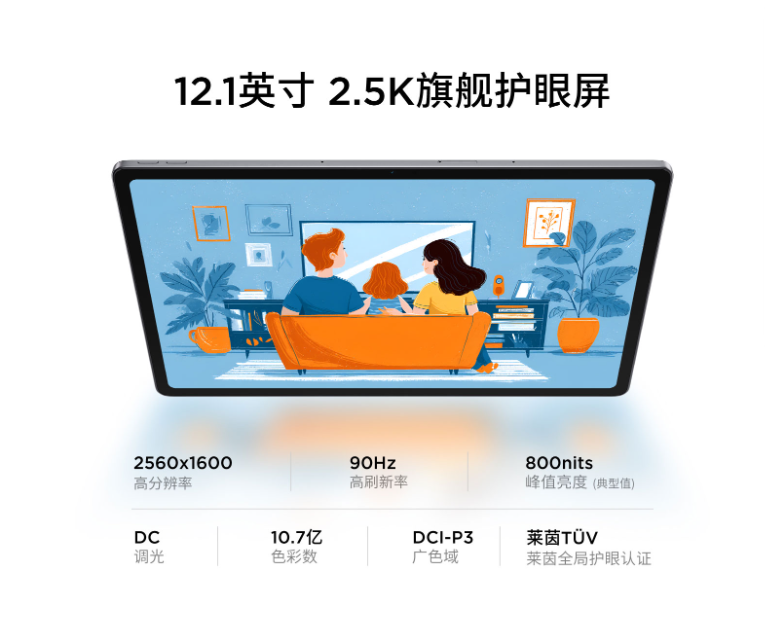 12.1英寸 2.5K旗舰护眼屏
2560x1600
高分辨率
90Hz
高刷新率
800nits
峰值亮度 (典型值)
DC
调光
10.7亿
色彩数
DCI-P3
广色域
莱茵TÜV
莱茵全局护眼认证